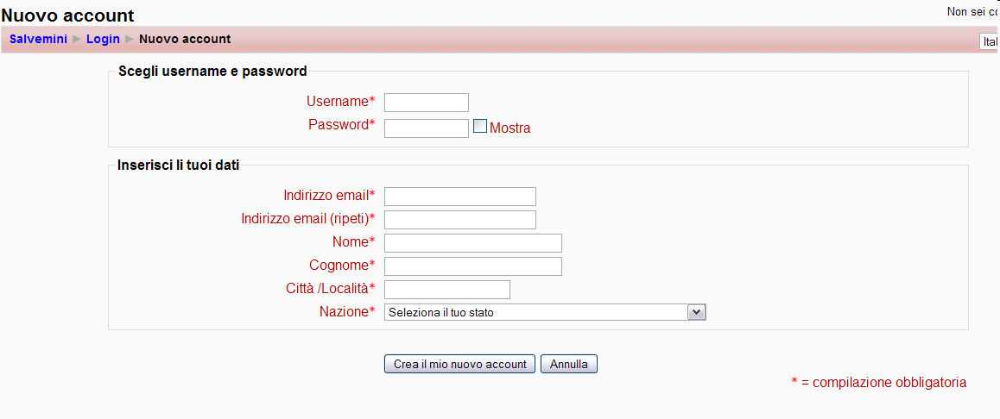 Nuovo account
Non sei
Salvemini Login Nuovo account
Ital
Scegli username e password
Username*
Password* Mostra
Inserisci li tuoi dati
Indirizzo email*
Indirizzo email (ripeti)*
Nome*
Cognome*
Città /Località*
Nazione* Seleziona il tuo stato
Crea il mio nuovo account Annulla
* = compilazione obbligatoria